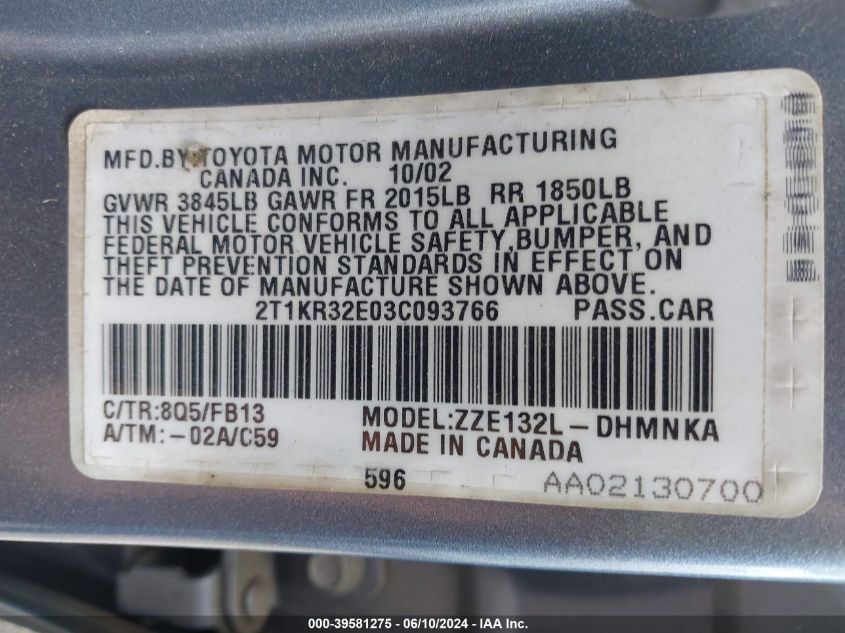 MFD.BY TOYOTA MOTOR MANUFACTURING
CANADA INC. 10/02
GVWR 3845LB GAWR FR 2015LB RR 1850LB
THIS VEHICLE CONFORMS TO ALL APPLICABLE
FEDERAL MOTOR VEHICLE SAFETY,BUMPER, AND
THEFT PREVENTION STANDARDS IN EFFECT ON
THE DATE OF MANUFACTURE SHOWN ABOVE.
2T1KR32E03C093766 PASS.CAR
C/TR:8Q5/FB13 MODEL:ZZE132L-DHMNKA
A/TM:-02A/C59 MADE IN CANADA
596 AA02130700
000-39581275 - 06/10/2024 - IAA Inc.